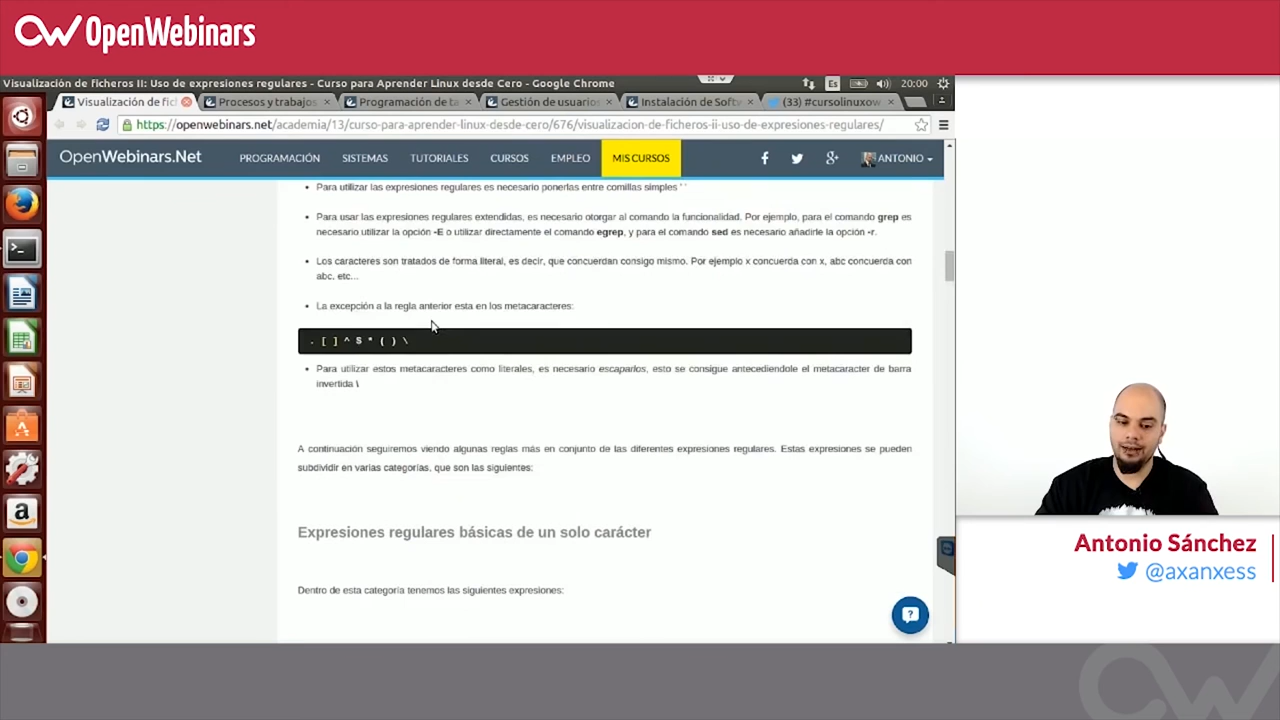 OpenWebinars
Visualización de ficheros II: Uso de expresiones regulares - Curso para Aprender Linux desde Cero - Google Chrome
Es
20:00
Visualización de fich
Procesos y trabajos
Programación de ta
Gestión de usuarios
Instalación de Softw
(33) #cursolinuxow
https://openwebinars.net/academia/13/curso-para-aprender-linux-desde-cero/676/visualizacion-de-ficheros-ii-uso-de-expresiones-regulares/
OpenWebinars.Net
PROGRAMACIÓN
SISTEMAS
TUTORIALES
CURSOS
EMPLEO
MIS CURSOS
ANTONIO
Para utilizar las expresiones regulares es necesario ponerlas entre comillas simples ' '
Para usar las expresiones regulares extendidas, es necesario otorgar al comando la funcionalidad. Por ejemplo, para el comando grep es
necesario utilizar la opción -E o utilizar directamente el comando egrep, y para el comando sed es necesario añadirle la opción -r.
Los caracteres son tratados de forma literal, es decir, que concuerdan consigo mismo. Por ejemplo x concuerda con x, abc concuerda con
abc, etc...
La excepción a la regla anterior esta en los metacaracteres:
. [ ] ^ $ * ( ) \
Para utilizar estos metacaracteres como literales, es necesario escaparlos, esto se consigue antecediendole el metacaracter de barra
invertida \
A continuación seguiremos viendo algunas reglas más en conjunto de las diferentes expresiones regulares. Estas expresiones se pueden
subdividir en varias categorías, que son las siguientes:
Expresiones regulares básicas de un solo carácter
Dentro de esta categoría tenemos las siguientes expresiones:
Antonio Sánchez
@axanxess